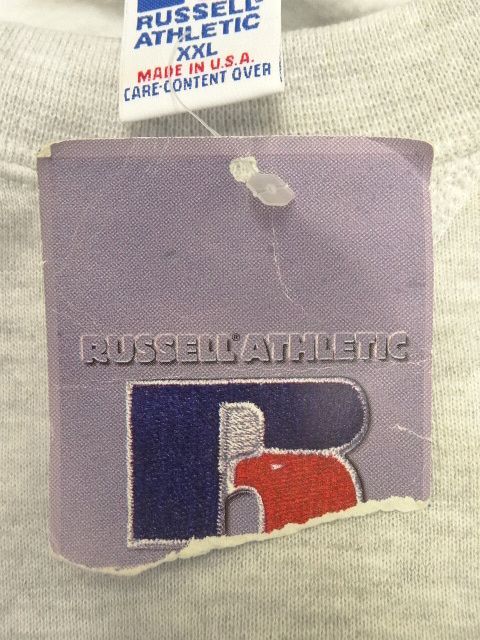 RUSSELL
ATHLETIC
XXL
MADE IN U.S.A.
CARE-CONTENT OVER
RUSSELL® ATHLETIC
R